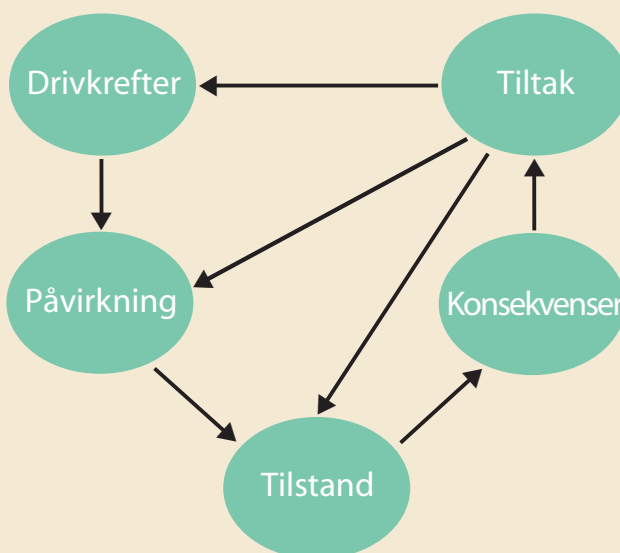 Drivkrefter
Tiltak
Påvirkning
Konsekvenser
Tilstand